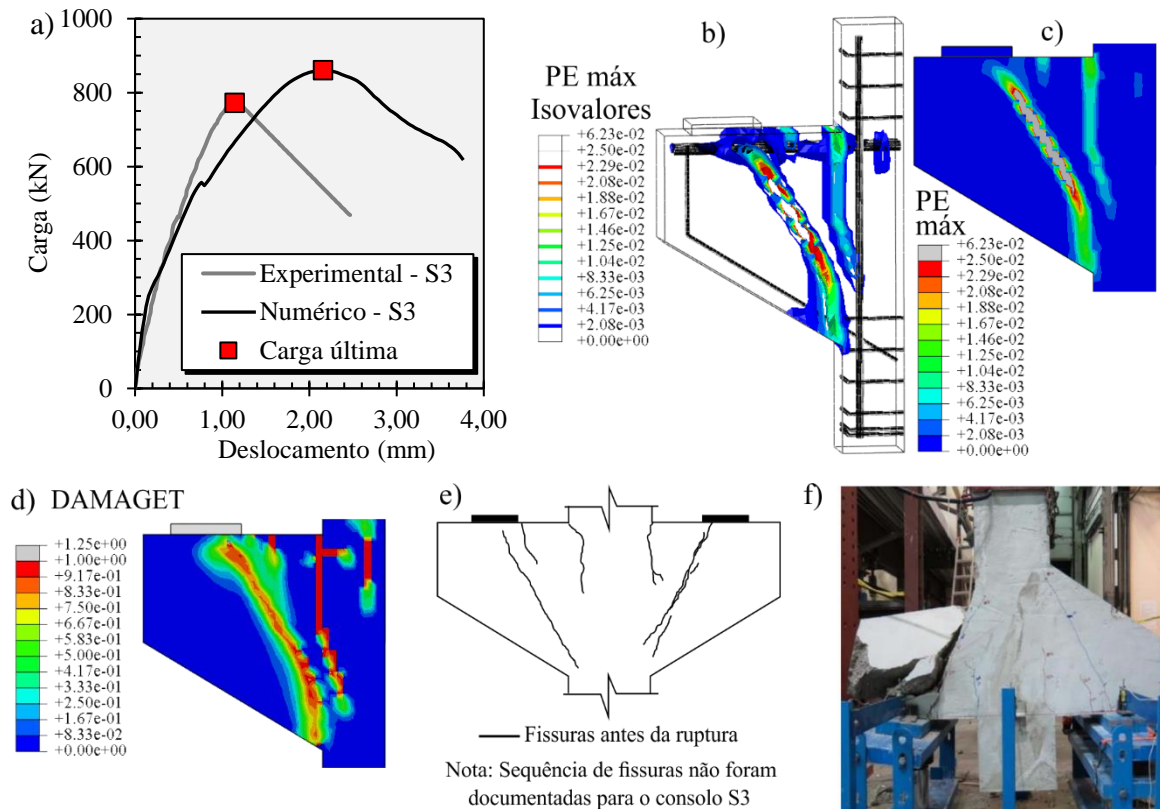 a)
1000
800
600
400
200
0
Carga (kN)
0,00
1,00
2,00
3,00
4,00
Deslocamento (mm)
Experimental - S3
Numérico - S3
Carga última
b)
PE máx
Isovalores
+6.23e-02
+2.50e-02
+2.29e-02
+2.08e-02
+1.88e-02
+1.67e-02
+1.46e-02
+1.25e-02
+1.04e-02
+8.33e-03
+6.25e-03
+4.17e-03
+2.08e-03
+0.00e+00
c)
PE
máx
+6.23e-02
+2.50e-02
+2.29e-02
+2.08e-02
+1.88e-02
+1.67e-02
+1.46e-02
+1.25e-02
+1.04e-02
+8.33e-03
+6.25e-03
+4.17e-03
+2.08e-03
+0.00e+00
d) DAMAGET
+1.25e+00
+1.00e+00
+9.17e-01
+8.33e-01
+7.50e-01
+6.67e-01
+5.83e-01
+5.00e-01
+4.17e-01
+3.33e-01
+2.50e-01
+1.67e-01
+8.33e-02
+0.00e+00
e)
Fissuras antes da ruptura
Nota: Sequência de fissuras não foram
documentadas para o consolo S3
f)